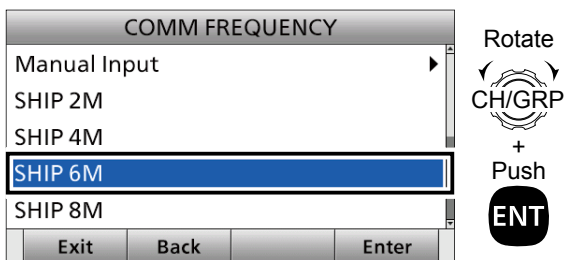 COMM FREQUENCY
Manual Input
SHIP 2M
SHIP 4M
SHIP 6M
SHIP 8M
Exit Back Enter
Rotate
CH/GRP
+
Push
ENT